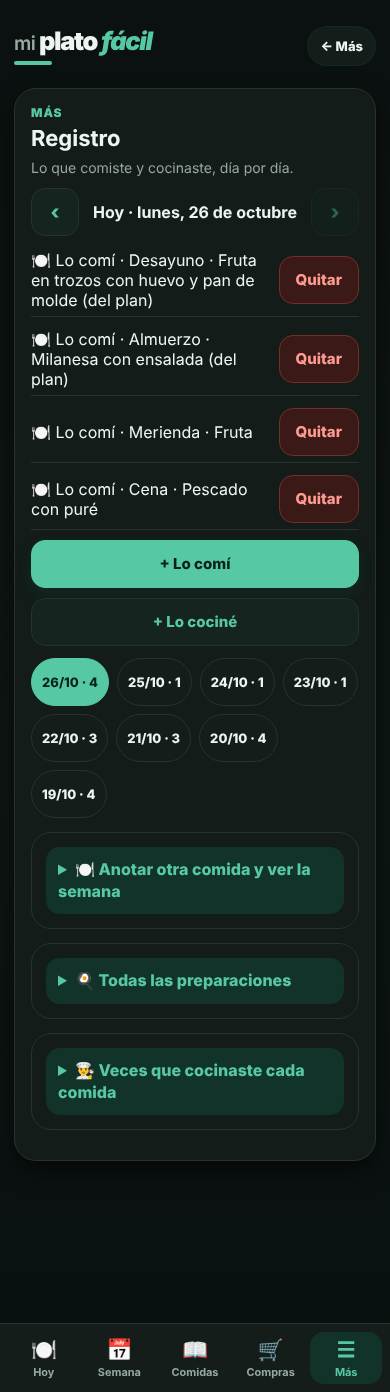 mi plato fácil
← Más
MÁS
Registro
Lo que comiste y cocinaste, día por día.
‹ Hoy · lunes, 26 de octubre ›
🍽️ Lo comí · Desayuno · Fruta
en trozos con huevo y pan de
molde (del plan)
Quitar
🍽️ Lo comí · Almuerzo ·
Milanesa con ensalada (del
plan)
Quitar
🍽️ Lo comí · Merienda · Fruta
Quitar
🍽️ Lo comí · Cena · Pescado
con puré
Quitar
+ Lo comí
+ Lo cociné
26/10 · 4 25/10 · 1 24/10 · 1 23/10 · 1
22/10 · 3 21/10 · 3 20/10 · 4
19/10 · 4
▶ 🍽️ Anotar otra comida y ver la
semana
▶ 🍳 Todas las preparaciones
▶ 👨‍🍳 Veces que cocinaste cada
comida
Hoy Semana Comidas Compras Más